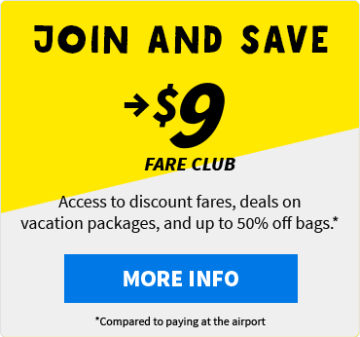 JOIN AND SAVE
→$9
FARE CLUB
Access to discount fares, deals on
vacation packages, and up to 50% off bags.*
MORE INFO
*Compared to paying at the airport